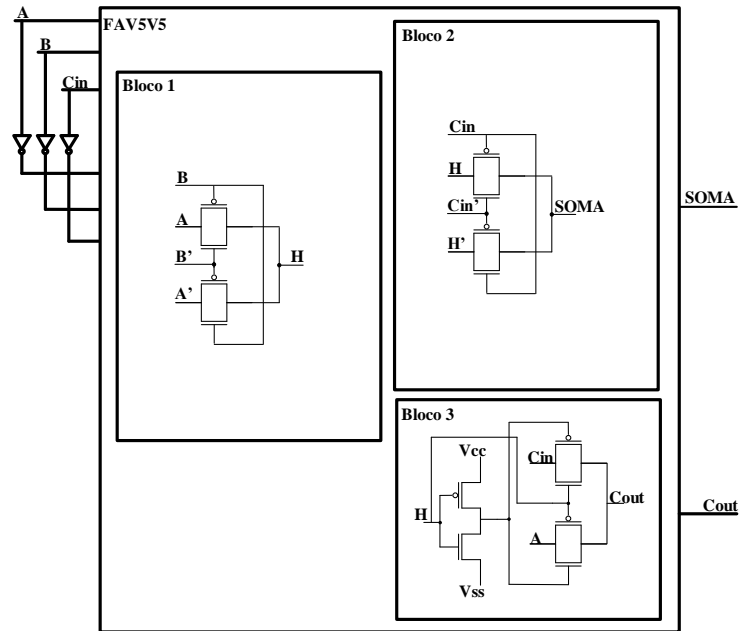 A
FAV5V5
B
Cin
Bloco 1
B
A
B'
H
A'
Bloco 2
Cin
H
Cin'
SOMA
H'
SOMA
Bloco 3
Vcc
Cin
H
Cout
A
Vss
Cout